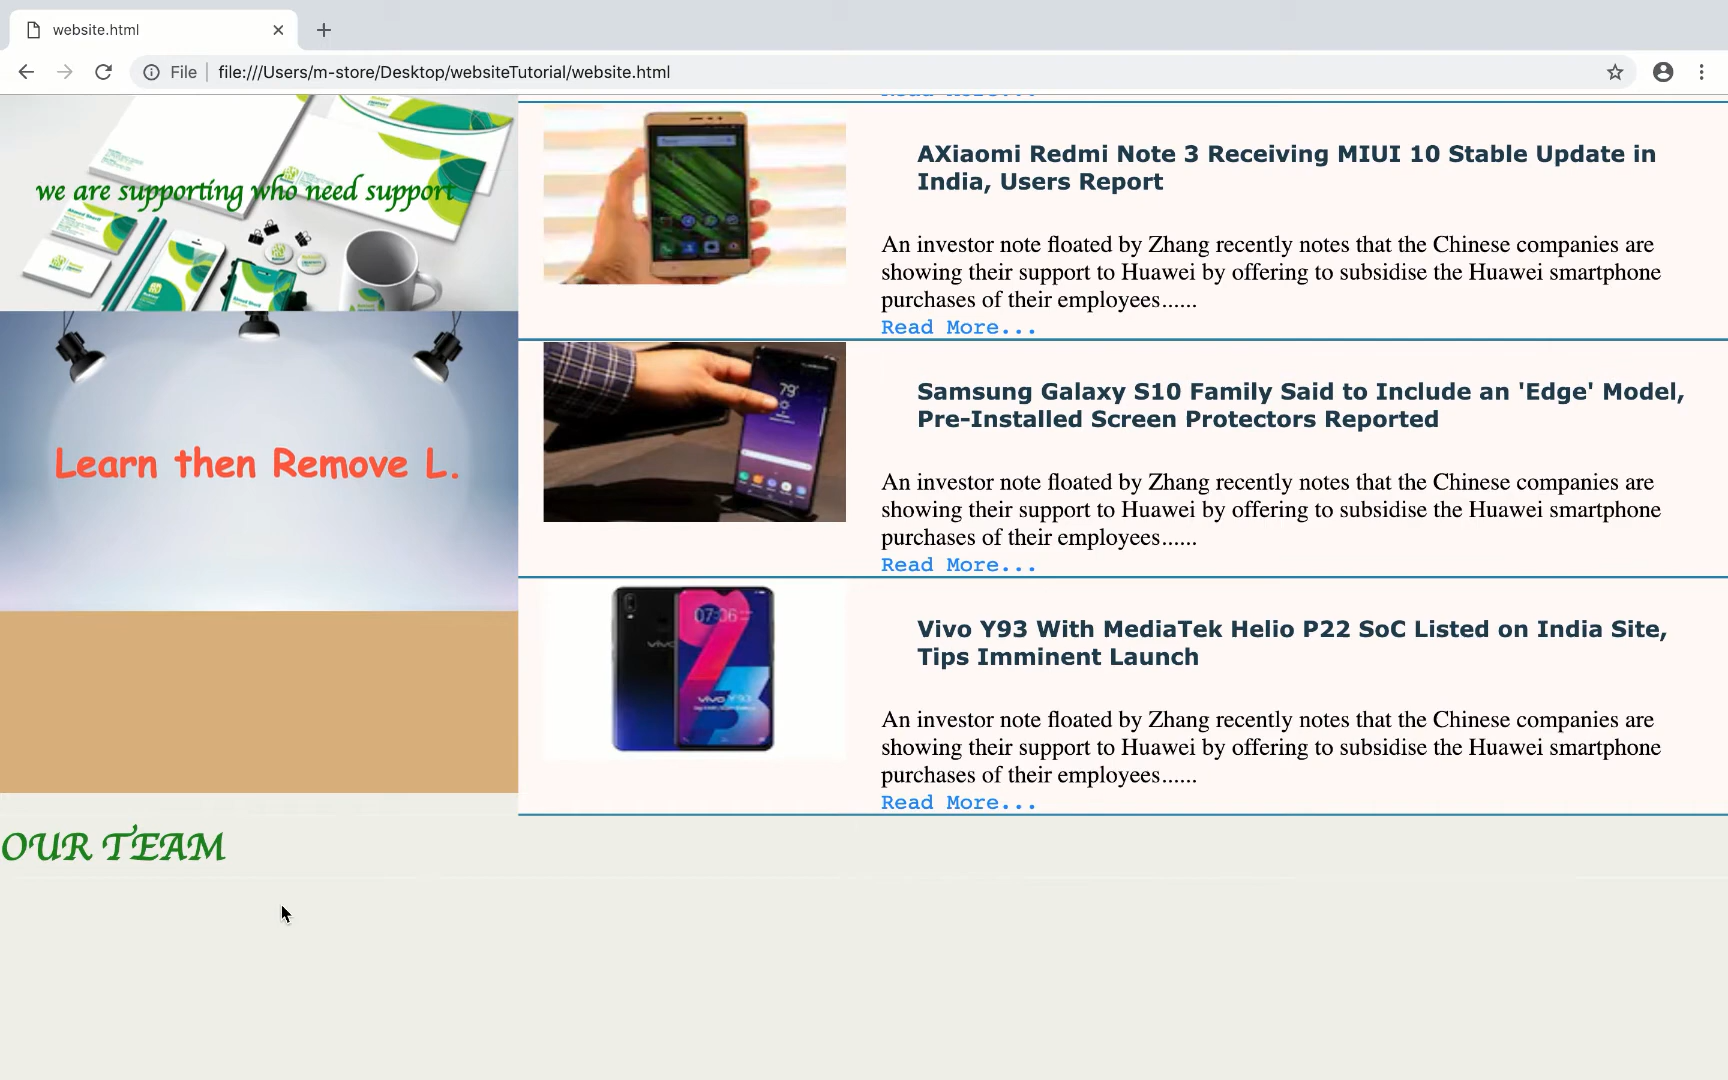 website.html
File
file:///Users/m-store/Desktop/websiteTutorial/website.html
we are supporting who need support
Learn then Remove L.
OUR TEAM
Read More...
AXiaomi Redmi Note 3 Receiving MIUI 10 Stable Update in
India, Users Report
An investor note floated by Zhang recently notes that the Chinese companies are
showing their support to Huawei by offering to subsidise the Huawei smartphone
purchases of their employees......
Read More...
79°
Samsung Galaxy S10 Family Said to Include an 'Edge' Model,
Pre-Installed Screen Protectors Reported
An investor note floated by Zhang recently notes that the Chinese companies are
showing their support to Huawei by offering to subsidise the Huawei smartphone
purchases of their employees......
Read More...
07:06
vivo
VIVO Y93
Vivo Y93 With MediaTek Helio P22 SoC Listed on India Site,
Tips Imminent Launch
An investor note floated by Zhang recently notes that the Chinese companies are
showing their support to Huawei by offering to subsidise the Huawei smartphone
purchases of their employees......
Read More...